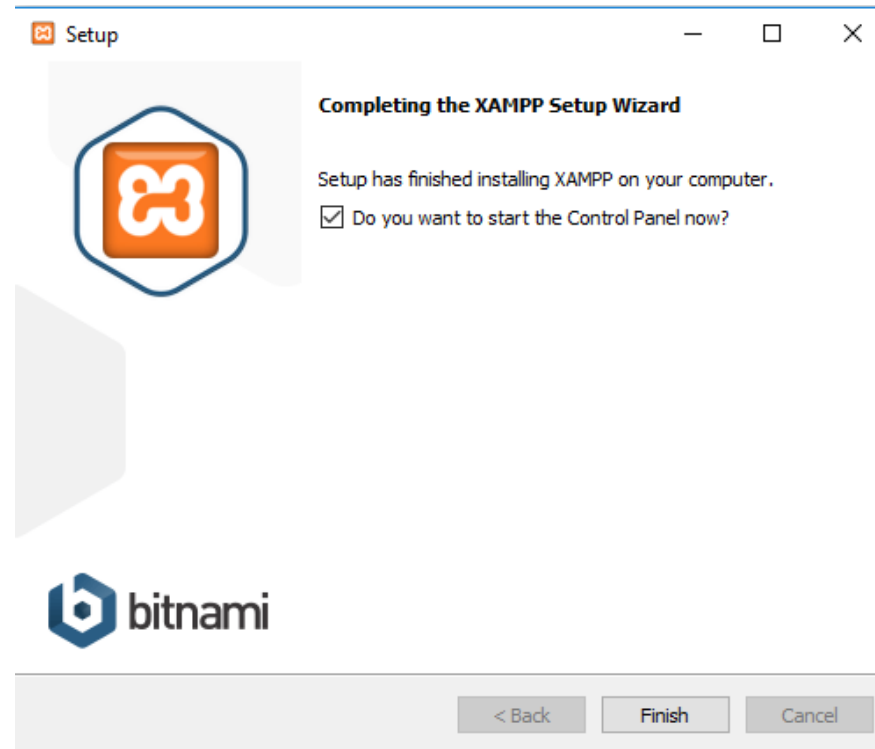 Setup
Completing the XAMPP Setup Wizard
Setup has finished installing XAMPP on your computer.
Do you want to start the Control Panel now?
bitnami
< Back
Finish
Cancel